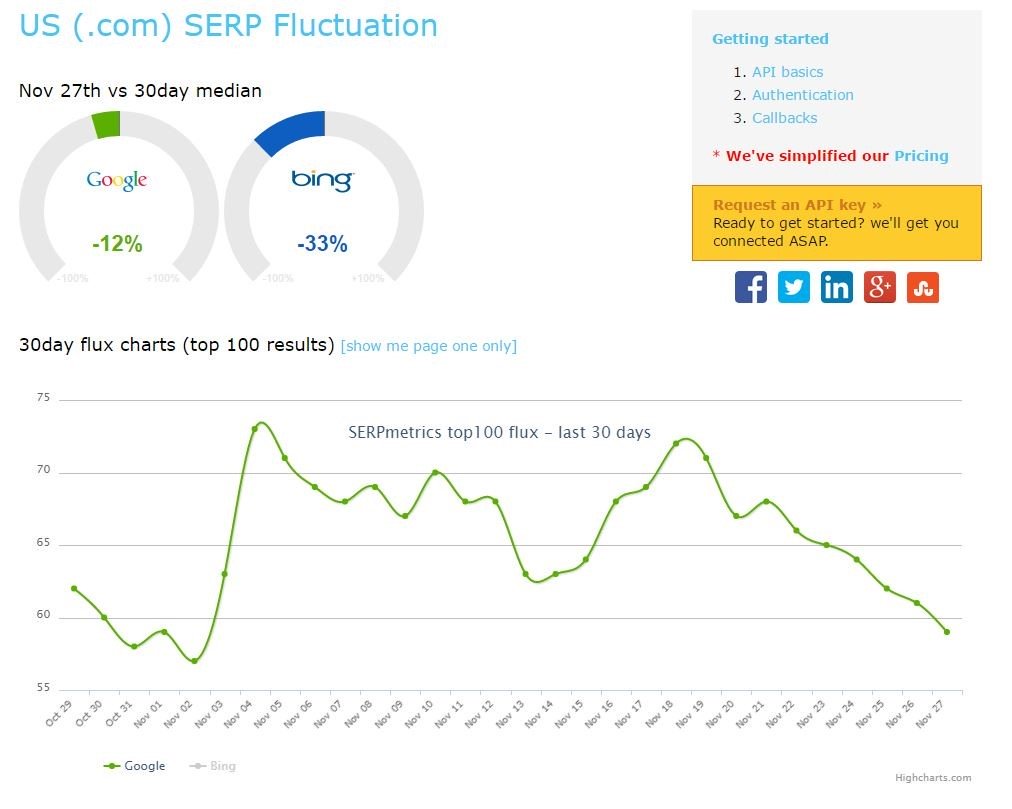 US (.com) SERP Fluctuation
Nov 27th vs 30day median
Google
-12%
-100%
+100%
bing
-33%
-100%
+100%
Getting started
1. API basics
2. Authentication
3. Callbacks
* We've simplified our Pricing
Request an API key »
Ready to get started? we'll get you
connected ASAP.
30day flux charts (top 100 results) [show me page one only]
SERPmetrics top100 flux – last 30 days
75
70
65
60
55
Oct 29
Oct 30
Oct 31
Nov 01
Nov 02
Nov 03
Nov 04
Nov 05
Nov 06
Nov 07
Nov 08
Nov 09
Nov 10
Nov 11
Nov 12
Nov 13
Nov 14
Nov 15
Nov 16
Nov 17
Nov 18
Nov 19
Nov 20
Nov 21
Nov 22
Nov 23
Nov 24
Nov 25
Nov 26
Nov 27
Google
Bing
Highcharts.com